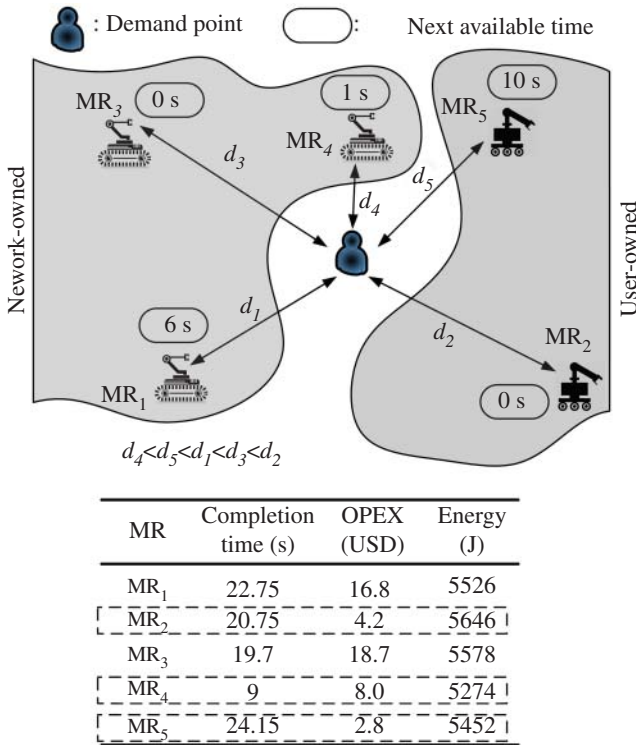 : Demand point : Next available time
Nework-owned
User-owned
0 s
MR3
1 s
MR4
10 s
MR5
d3
d4
d5
6 s
MR1
d1
d2
MR2
0 s
d4<d5<d1<d3<d2
MR Completion time (s) OPEX (USD) Energy (J)
MR1 22.75 16.8 5526
MR2 20.75 4.2 5646
MR3 19.7 18.7 5578
MR4 9 8.0 5274
MR5 24.15 2.8 5452